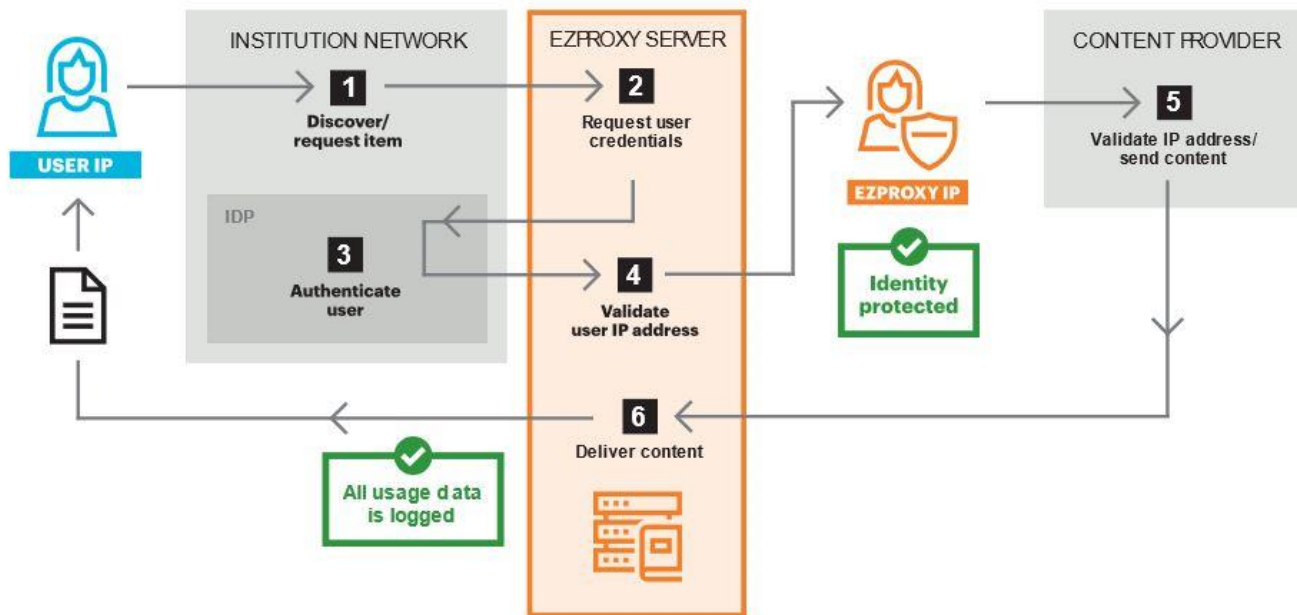 INSTITUTION NETWORK
EZPROXY SERVER
CONTENT PROVIDER
1
Discover/
request item
2
Request user
credentials
5
Validate IP address/
send content
USER IP
EZPROXY IP
IDP
3
Authenticate
user
4
Validate
user IP address
Identity
protected
6
Deliver content
All usage data
is logged